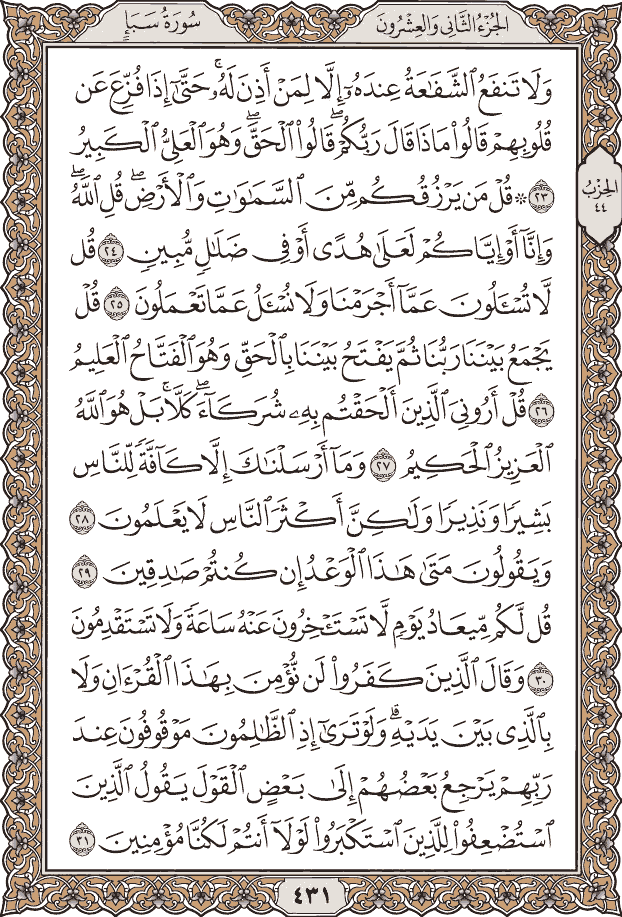 الجزء الثاني والعشرون
سورة سبإ
وَلَا تَنفَعُ ٱلشَّفَٰعَةُ عِندَهُۥٓ إِلَّا لِمَنۡ أَذِنَ لَهُۥۚ حَتَّىٰٓ إِذَا فُزِّعَ عَن
قُلُوبِهِمۡ قَالُواْ مَاذَا قَالَ رَبُّكُمۡۖ قَالُواْ ٱلۡحَقَّۖ وَهُوَ ٱلۡعَلِيُّ ٱلۡكَبِيرُ
٢٣ ۞ قُلۡ مَن يَرۡزُقُكُم مِّنَ ٱلسَّمَٰوَٰتِ وَٱلۡأَرۡضِۖ قُلِ ٱللَّهُۖ
الحزب
٤٤
وَإِنَّآ أَوۡ إِيَّاكُمۡ لَعَلَىٰ هُدًى أَوۡ فِي ضَلَٰلٖ مُّبِينٖ ٢٤ قُل
لَّا تُسۡـَٔلُونَ عَمَّآ أَجۡرَمۡنَا وَلَا نُسۡـَٔلُ عَمَّا تَعۡمَلُونَ ٢٥ قُلۡ
يَجۡمَعُ بَيۡنَنَا رَبُّنَا ثُمَّ يَفۡتَحُ بَيۡنَنَا بِٱلۡحَقِّ وَهُوَ ٱلۡفَتَّاحُ ٱلۡعَلِيمُ
٢٦ قُلۡ أَرُونِيَ ٱلَّذِينَ أَلۡحَقۡتُم بِهِۦ شُرَكَآءَۖ كَلَّاۚ بَلۡ هُوَ ٱللَّهُ
ٱلۡعَزِيزُ ٱلۡحَكِيمُ ٢٧ وَمَآ أَرۡسَلۡنَٰكَ إِلَّا كَآفَّةٗ لِّلنَّاسِ
بَشِيرٗا وَنَذِيرٗا وَلَٰكِنَّ أَكۡثَرَ ٱلنَّاسِ لَا يَعۡلَمُونَ ٢٨
وَيَقُولُونَ مَتَىٰ هَٰذَا ٱلۡوَعۡدُ إِن كُنتُمۡ صَٰدِقِينَ ٢٩
قُل لَّكُم مِّيعَادُ يَوۡمٖ لَّا تَسۡتَـٔۡخِرُونَ عَنۡهُ سَاعَةٗ وَلَا تَسۡتَقۡدِمُونَ
٣٠ وَقَالَ ٱلَّذِينَ كَفَرُواْ لَن نُّؤۡمِنَ بِهَٰذَا ٱلۡقُرۡءَانِ وَلَا
بِٱلَّذِي بَيۡنَ يَدَيۡهِۗ وَلَوۡ تَرَىٰٓ إِذِ ٱلظَّٰلِمُونَ مَوۡقُوفُونَ عِندَ
رَبِّهِمۡ يَرۡجِعُ بَعۡضُهُمۡ إِلَىٰ بَعۡضٍ ٱلۡقَوۡلَ يَقُولُ ٱلَّذِينَ
ٱسۡتُضۡعِفُواْ لِلَّذِينَ ٱسۡتَكۡبَرُواْ لَوۡلَآ أَنتُمۡ لَكُنَّا مُؤۡمِنِينَ ٣١
٤٣١